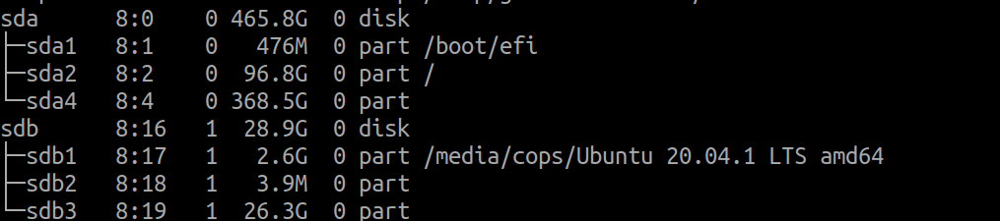 sda 8:0 0 465.8G 0 disk
├─sda1 8:1 0 476M 0 part /boot/efi
├─sda2 8:2 0 96.8G 0 part /
└─sda4 8:4 0 368.5G 0 part
sdb 8:16 1 28.9G 0 disk
├─sdb1 8:17 1 2.6G 0 part /media/cops/Ubuntu 20.04.1 LTS amd64
├─sdb2 8:18 1 3.9M 0 part
└─sdb3 8:19 1 26.3G 0 part